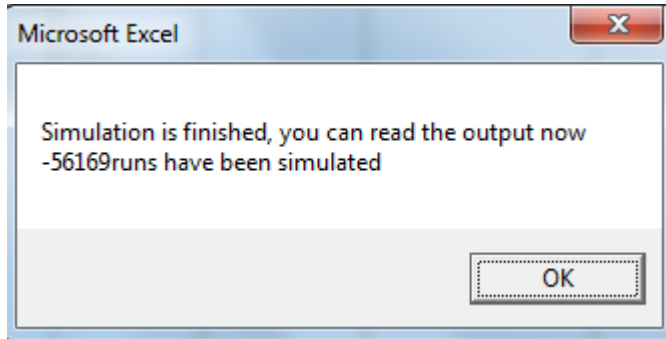 Microsoft Excel
Simulation is finished, you can read the output now
-56169runs have been simulated
OK